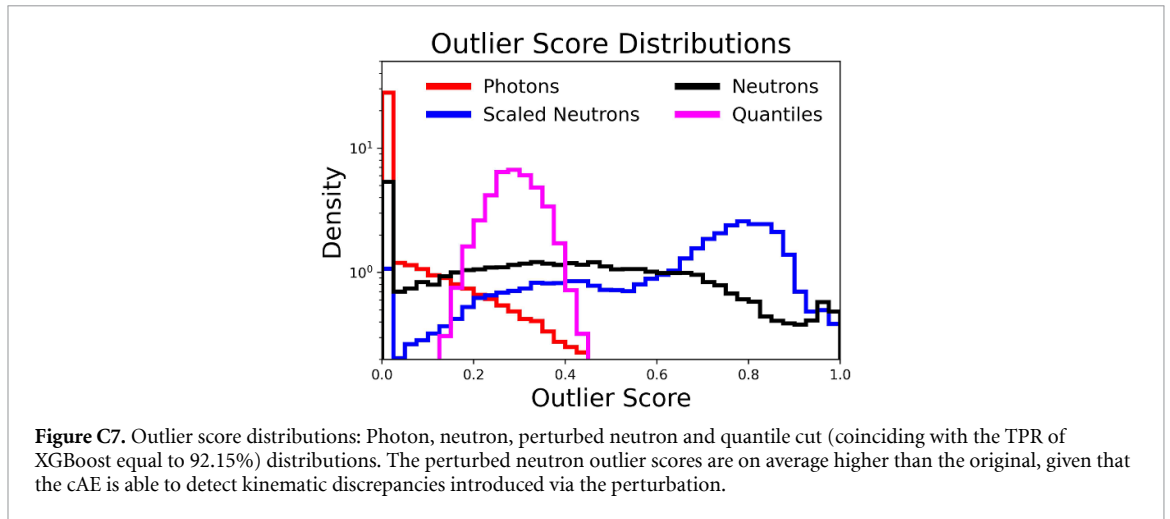 Outlier Score Distributions
Photons
Scaled Neutrons
Neutrons
Quantiles
Density
10¹
10⁰
0.0 0.2 0.4 0.6 0.8 1.0
Outlier Score
Figure C7. Outlier score distributions: Photon, neutron, perturbed neutron and quantile cut (coinciding with the TPR of
XGBoost equal to 92.15%) distributions. The perturbed neutron outlier scores are on average higher than the original, given that
the cAE is able to detect kinematic discrepancies introduced via the perturbation.